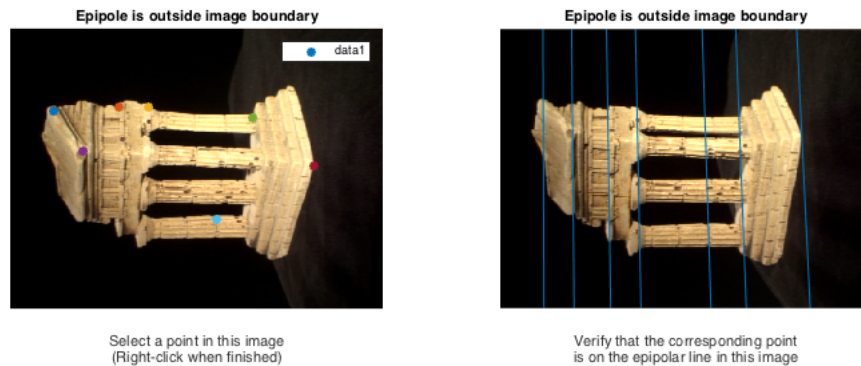 Epipole is outside image boundary
data1
Select a point in this image
(Right-click when finished)
Epipole is outside image boundary
Verify that the corresponding point
is on the epipolar line in this image